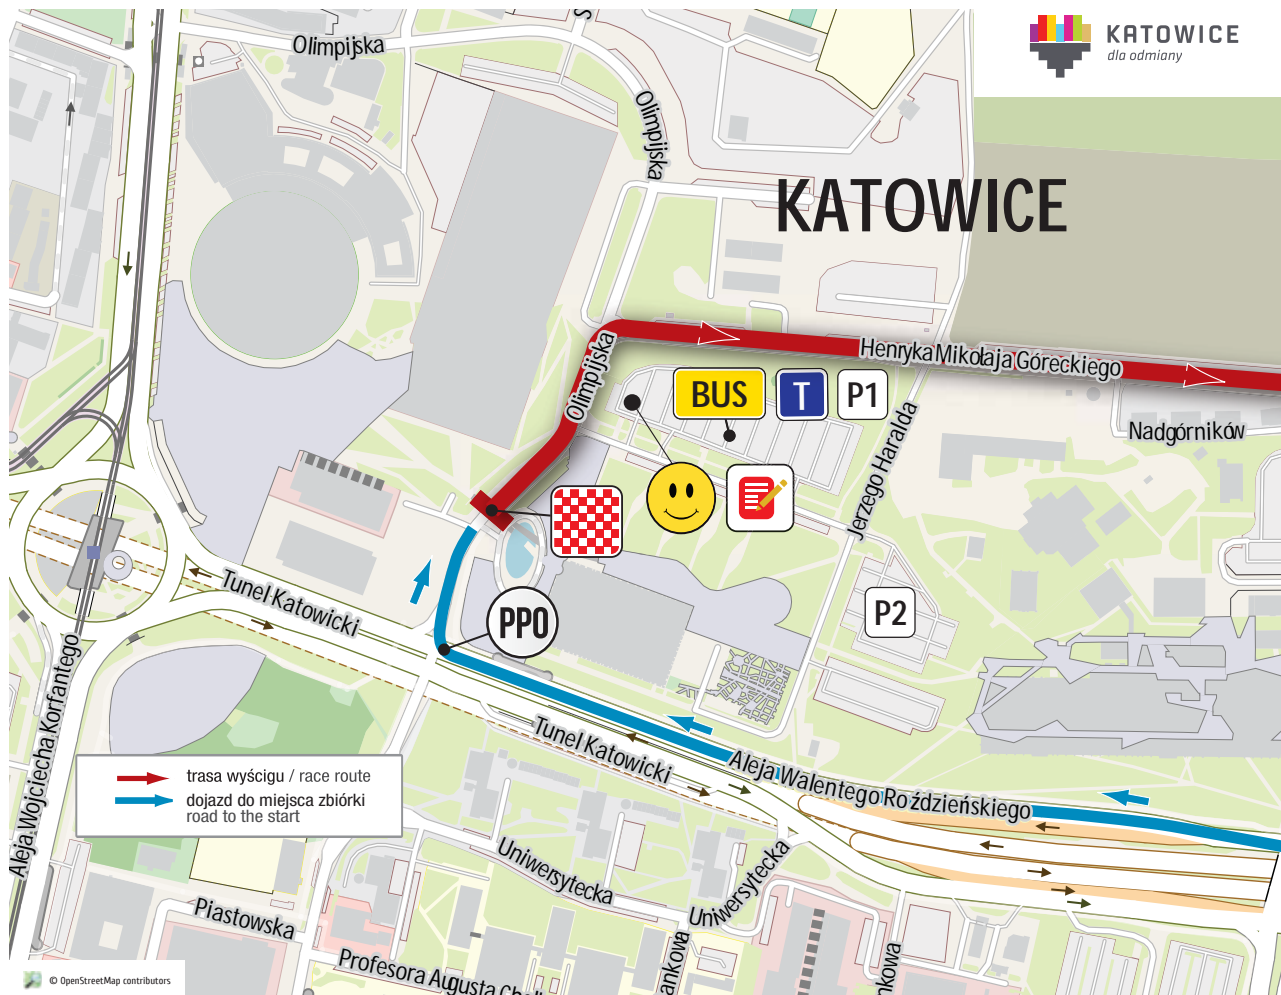 KATOWICE
dla odmiany
Olimpijska
Olimpijska
KATOWICE
Olimpijska
Henryka Mikołaja Góreckiego
BUS
T
P1
Nadgórników
Jerzego Haralda
Tunel Katowicki
PPO
P2
Aleja Wojciecha Korfantego
Tunel Katowicki
Aleja Walentego Roździeńskiego
trasa wyścigu / race route
dojazd do miejsca zbiórki
road to the start
Uniwersytecka
Uniwersytecka
Piastowska
Profesora Augusta
© OpenStreetMap contributors